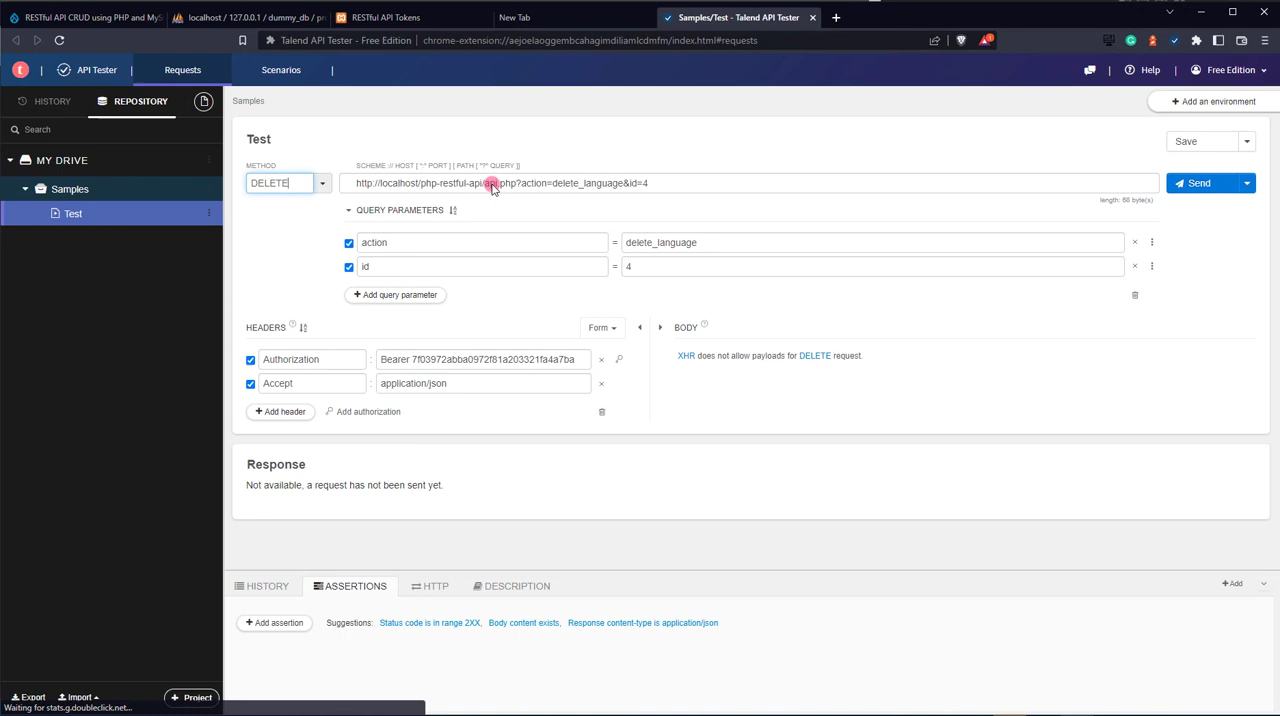 RESTful API CRUD using PHP and MyS
localhost / 127.0.0.1 / dummy_db / pr
RESTful API Tokens
New Tab
Samples/Test - Talend API Tester
Talend API Tester - Free Edition
chrome-extension://aejoelaoggembcahagimdiliamlcdmfm/index.html#requests
API Tester
Requests
Scenarios
Help
Free Edition
HISTORY
REPOSITORY
Search
MY DRIVE
Samples
Test
Samples
Add an environment
Test
Save
METHOD
SCHEME :// HOST [ ":" PORT ] [ PATH [ "?" QUERY ]]
DELETE
http://localhost/php-restful-api/api.php?action=delete_language&id=4
Send
length: 68 byte(s)
QUERY PARAMETERS
action = delete_language
id = 4
Add query parameter
HEADERS
Form
BODY
Authorization : Bearer 7f03972abba0972f81a203321fa4a7ba
XHR does not allow payloads for DELETE request.
Accept : application/json
Add header
Add authorization
Response
Not available, a request has not been sent yet.
HISTORY
ASSERTIONS
HTTP
DESCRIPTION
Add
Add assertion
Suggestions: Status code is in range 2XX, Body content exists, Response content-type is application/json
Export
Import
Project
Waiting for stats.g.doubleclick.net...